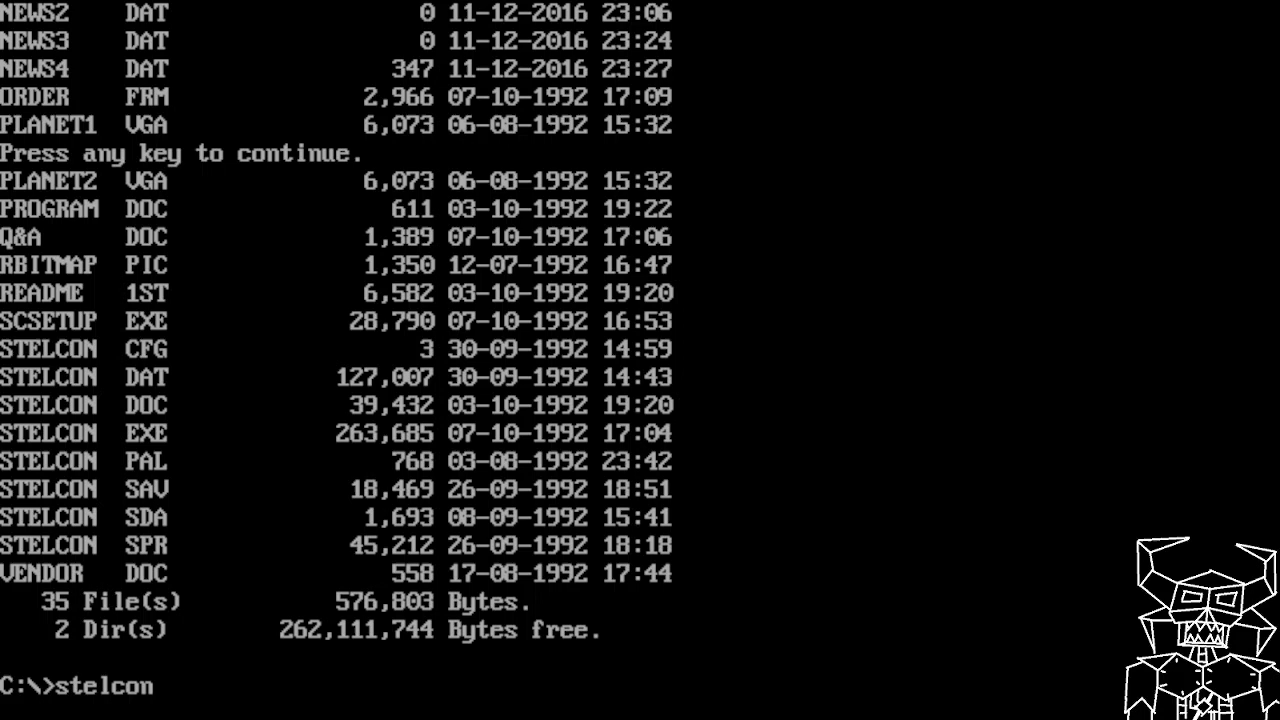 NEWS2    DAT                  0 11-12-2016 23:06
NEWS3    DAT                  0 11-12-2016 23:24
NEWS4    DAT                347 11-12-2016 23:27
ORDER    FRM              2,966 07-10-1992 17:09
PLANET1  VGA              6,073 06-08-1992 15:32
Press any key to continue.
PLANET2  VGA              6,073 06-08-1992 15:32
PROGRAM  DOC                611 03-10-1992 19:22
Q&A      DOC              1,389 07-10-1992 17:06
RBITMAP  PIC              1,350 12-07-1992 16:47
README   1ST              6,582 03-10-1992 19:20
SCSETUP  EXE             28,790 07-10-1992 16:53
STELCON  CFG                  3 30-09-1992 14:59
STELCON  DAT            127,007 30-09-1992 14:43
STELCON  DOC             39,432 03-10-1992 19:20
STELCON  EXE            263,685 07-10-1992 17:04
STELCON  PAL                768 03-08-1992 23:42
STELCON  SAV             18,469 26-09-1992 18:51
STELCON  SDA              1,693 08-09-1992 15:41
STELCON  SPR             45,212 26-09-1992 18:18
VENDOR   DOC                558 17-08-1992 17:44
   35 File(s)           576,803 Bytes.
    2 Dir(s)        262,111,744 Bytes free.
C:\>stelcon